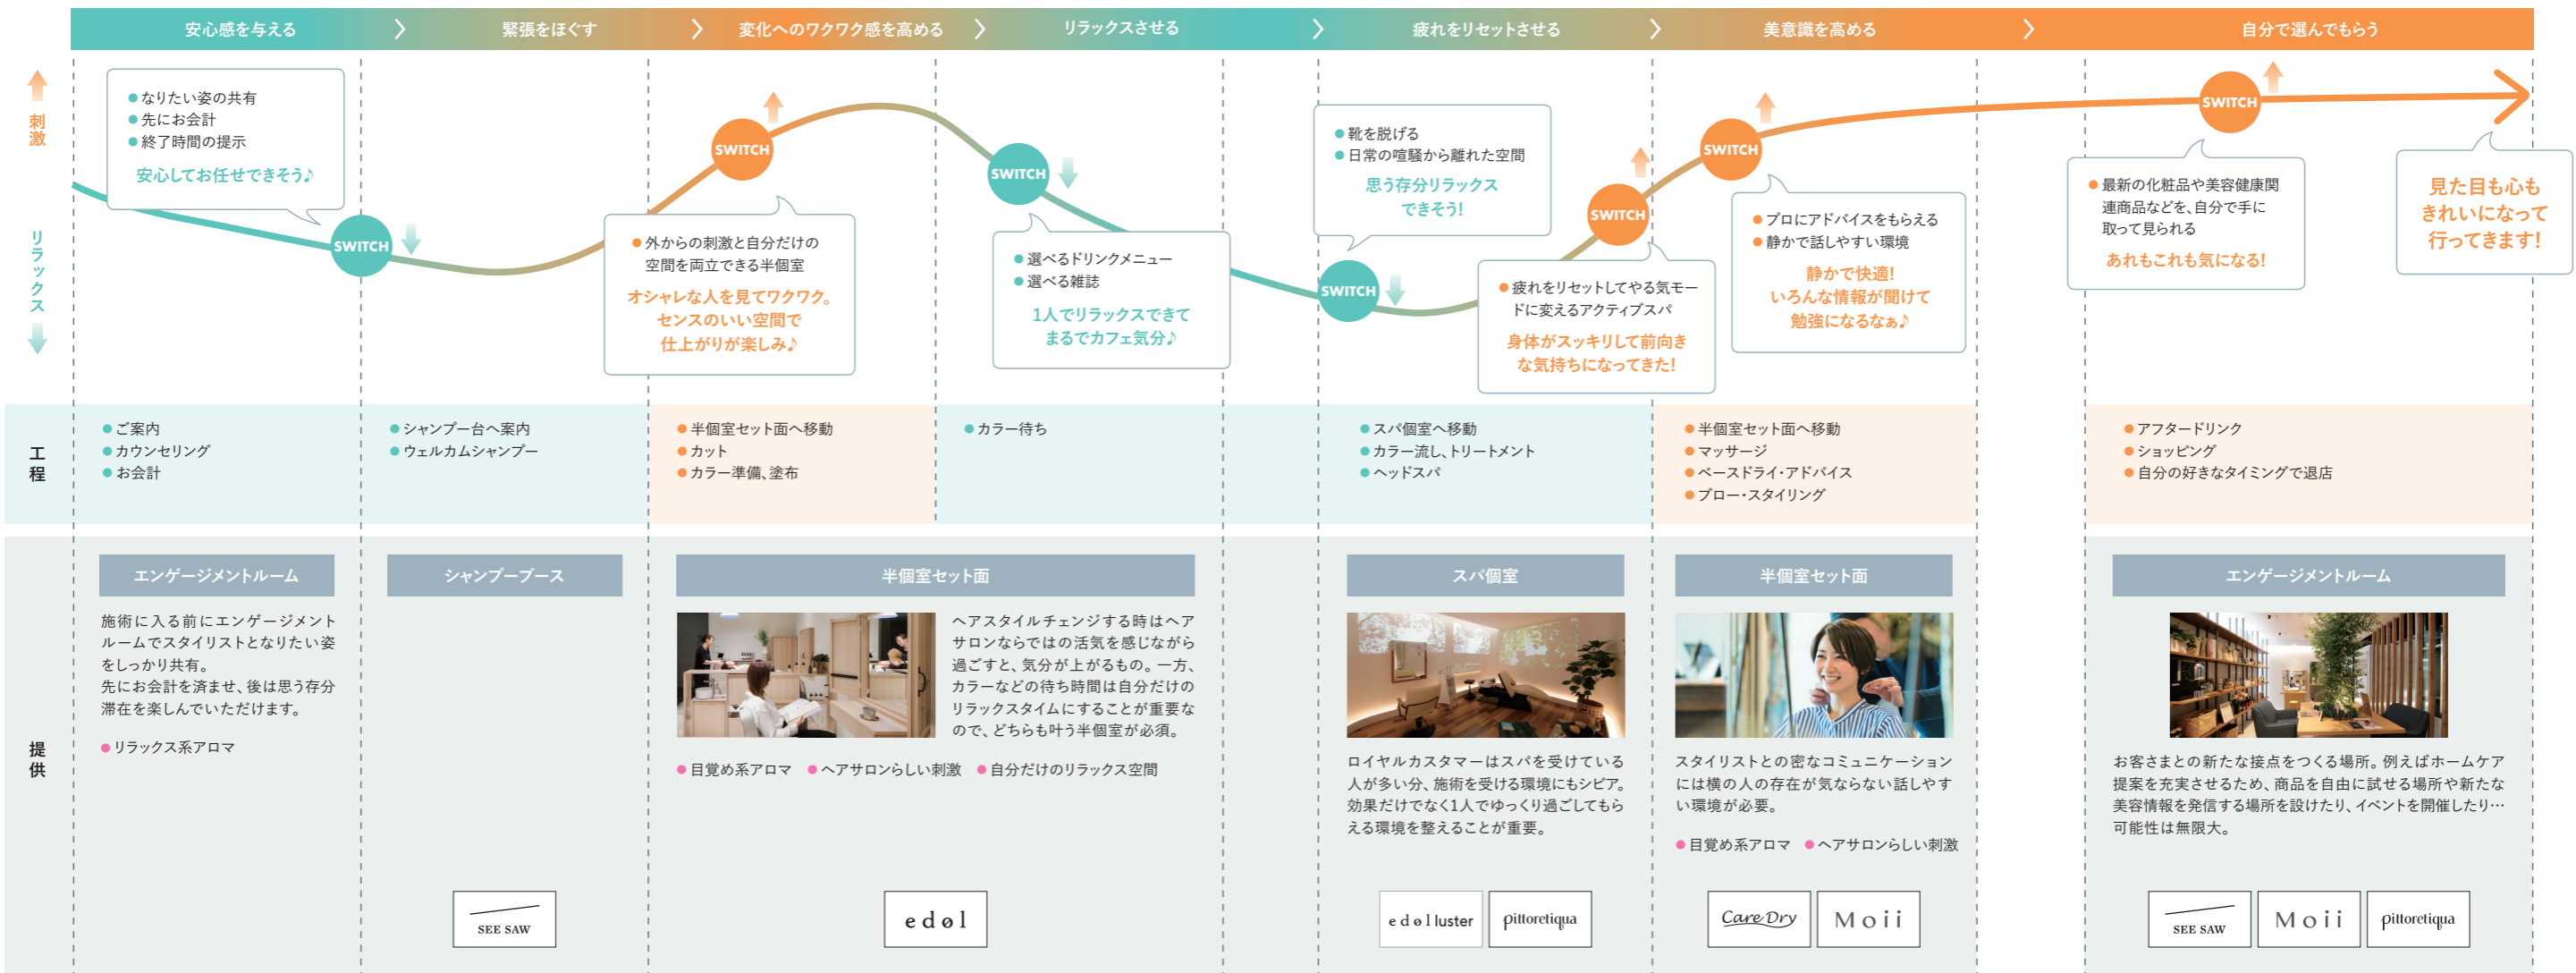 安心感を与える
緊張をほぐす
変化へのワクワク感を高める
リラックスさせる
疲れをリセットさせる
美意識を高める
自分で選んでもらう
刺激
リラックス
なりたい姿の共有
先にお会計
終了時間の提示
安心してお任せできそう♪
SWITCH
SWITCH
外からの刺激と自分だけの
空間を両立できる半個室
オシャレな人を見てワクワク。
センスのいい空間で
仕上がりが楽しみ♪
SWITCH
選べるドリンクメニュー
選べる雑誌
1人でリラックスできて
まるでカフェ気分♪
靴を脱げる
日常の喧騒から離れた空間
思う存分リラックス
できそう!
SWITCH
SWITCH
疲れをリセットしてやる気モー
ドに変えるアクティブスパ
身体がスッキリして前向き
な気持ちになってきた!
SWITCH
プロにアドバイスをもらえる
静かで話しやすい環境
静かで快適!
いろんな情報が聞けて
勉強になるなぁ♪
SWITCH
最新の化粧品や美容健康関
連商品などを、自分で手に
取って見られる
あれもこれも気になる!
見た目も心も
きれいになって
行ってきます!
工程
ご案内
カウンセリング
お会計
シャンプー台へ案内
ウェルカムシャンプー
半個室セット面へ移動
カット
カラー準備、塗布
カラー待ち
スパ個室へ移動
カラー流し、トリートメント
ヘッドスパ
半個室セット面へ移動
マッサージ
ベースドライ・アドバイス
ブロー・スタイリング
アフタードリンク
ショッピング
自分の好きなタイミングで退店
提供
エンゲージメントルーム
施術に入る前にエンゲージメント
ルームでスタイリストとなりたい姿
をしっかり共有。
先にお会計を済ませ、後は思う存分
滞在を楽しんでいただけます。
リラックス系アロマ
シャンプーブース
SEE SAW
半個室セット面
ヘアスタイルチェンジする時はヘア
サロンならではの活気を感じながら
過ごすと、気分が上がるもの。一方、
カラーなどの待ち時間は自分だけの
リラックスタイムにすることが重要な
ので、どちらも叶う半個室が必須。
目覚め系アロマ ヘアサロンらしい刺激 自分だけのリラックス空間
edøl
スパ個室
ロイヤルカスタマーはスパを受けている
人が多い分、施術を受ける環境にもシビア。
効果だけでなく1人でゆっくり過ごしてもら
える環境を整えることが重要。
edøl luster
pittoretiqua
半個室セット面
スタイリストとの密なコミュニケーション
には横の人の存在が気ならない話しやす
い環境が必要。
目覚め系アロマ ヘアサロンらしい刺激
Care Dry
Moii
エンゲージメントルーム
お客さまとの新たな接点をつくる場所。例えばホームケア
提案を充実させるため、商品を自由に試せる場所や新たな
美容情報を発信する場所を設けたり、イベントを開催したり…
可能性は無限大。
SEE SAW
Moii
pittoretiqua